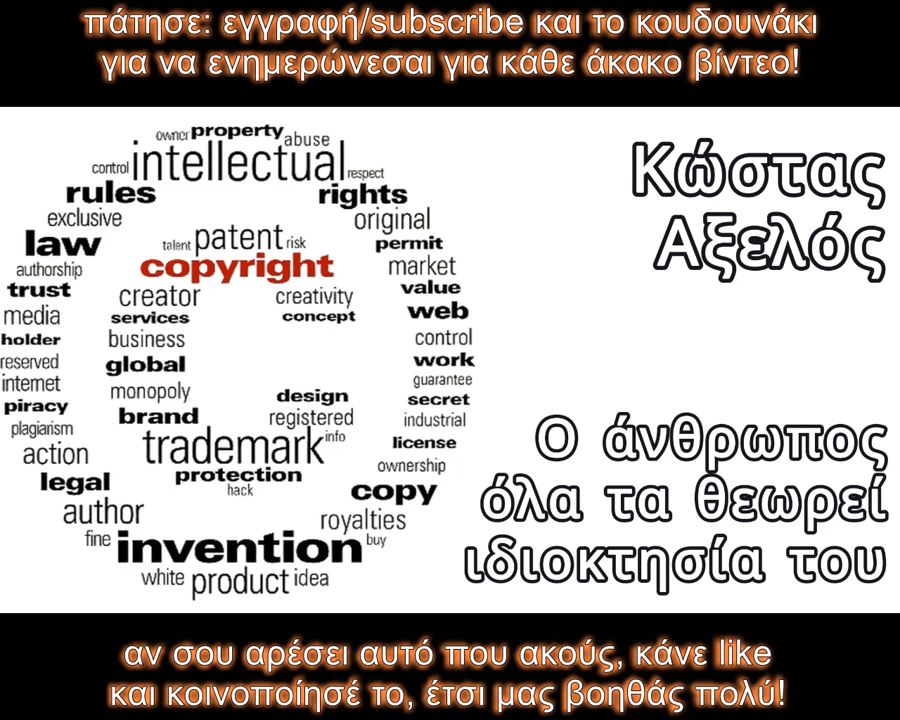 πάτησε: εγγραφή/subscribe και το κουδουνάκι
για να ενημερώνεσαι για κάθε άκακο βίντεο!
owner property abuse
control intellectual respect
rules rights
exclusive original
law talent patent risk permit
authorship copyright market
trust creator creativity value
media services concept web
holder business control
reserved global work
internet monopoly guarantee
piracy brand design secret
plagiarism registered industrial
action trademark info license
legal protection ownership
hack copy
author royalties
fine invention buy
white product idea
Κώστας
Αξελός
Ο άνθρωπος
όλα τα θεωρεί
ιδιοκτησία του
αν σου αρέσει αυτό που ακούς, κάνε like
και κοινοποίησέ το, έτσι μας βοηθάς πολύ!